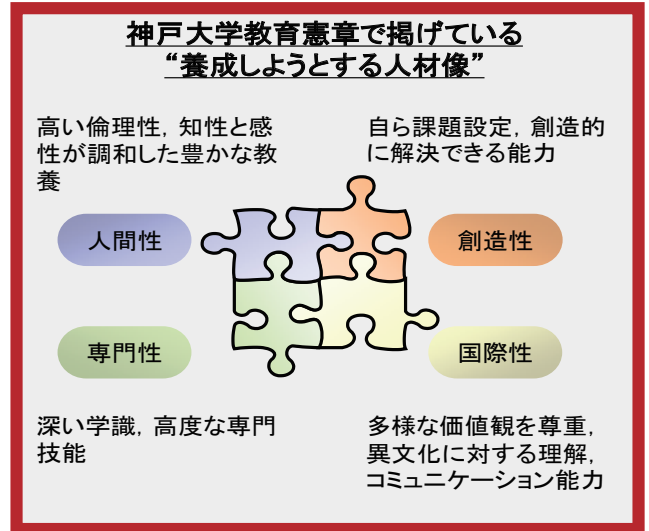 神戸大学教育憲章で掲げている
“養成しようとする人材像”
高い倫理性，知性と感
性が調和した豊かな教
養
自ら課題設定，創造的
に解決できる能力
人間性
創造性
専門性
国際性
深い学識，高度な専門
技能
多様な価値観を尊重，
異文化に対する理解，
コミュニケーション能力